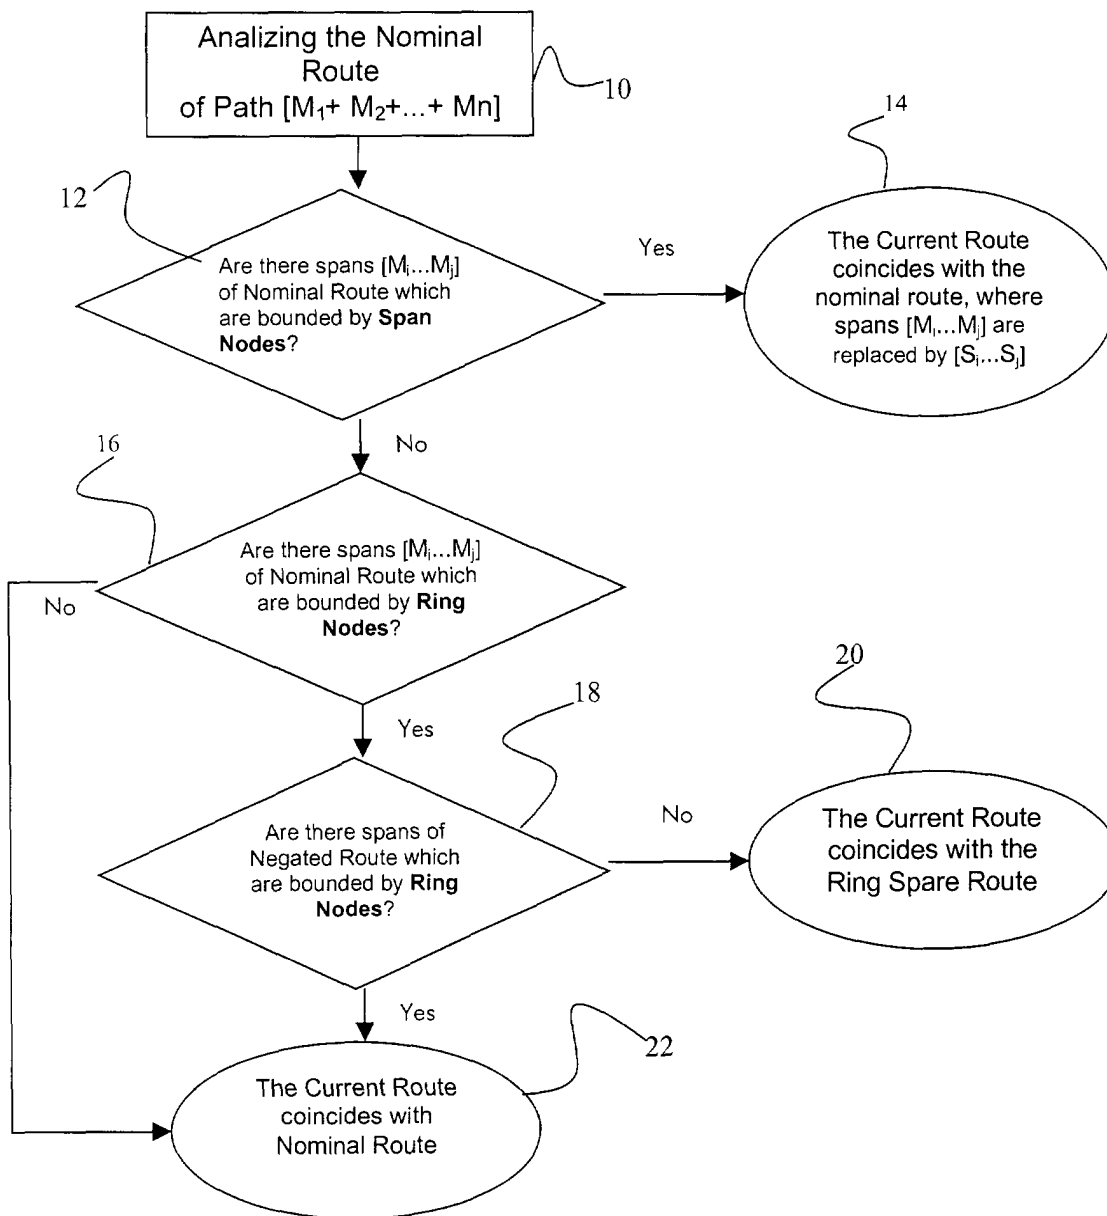 Analizing the Nominal
Route
of Path [M₁+ M₂+...+ Mn]
10
12
Are there spans [Mᵢ...Mⱼ]
of Nominal Route which
are bounded by Span
Nodes?
Yes
14
The Current Route
coincides with the
nominal route, where
spans [Mᵢ...Mⱼ] are
replaced by [Sᵢ...Sⱼ]
No
16
Are there spans [Mᵢ...Mⱼ]
of Nominal Route which
are bounded by Ring
Nodes?
No
Yes
18
Are there spans of
Negated Route which
are bounded by Ring
Nodes?
No
20
The Current Route
coincides with the
Ring Spare Route
Yes
22
The Current Route
coincides with
Nominal Route